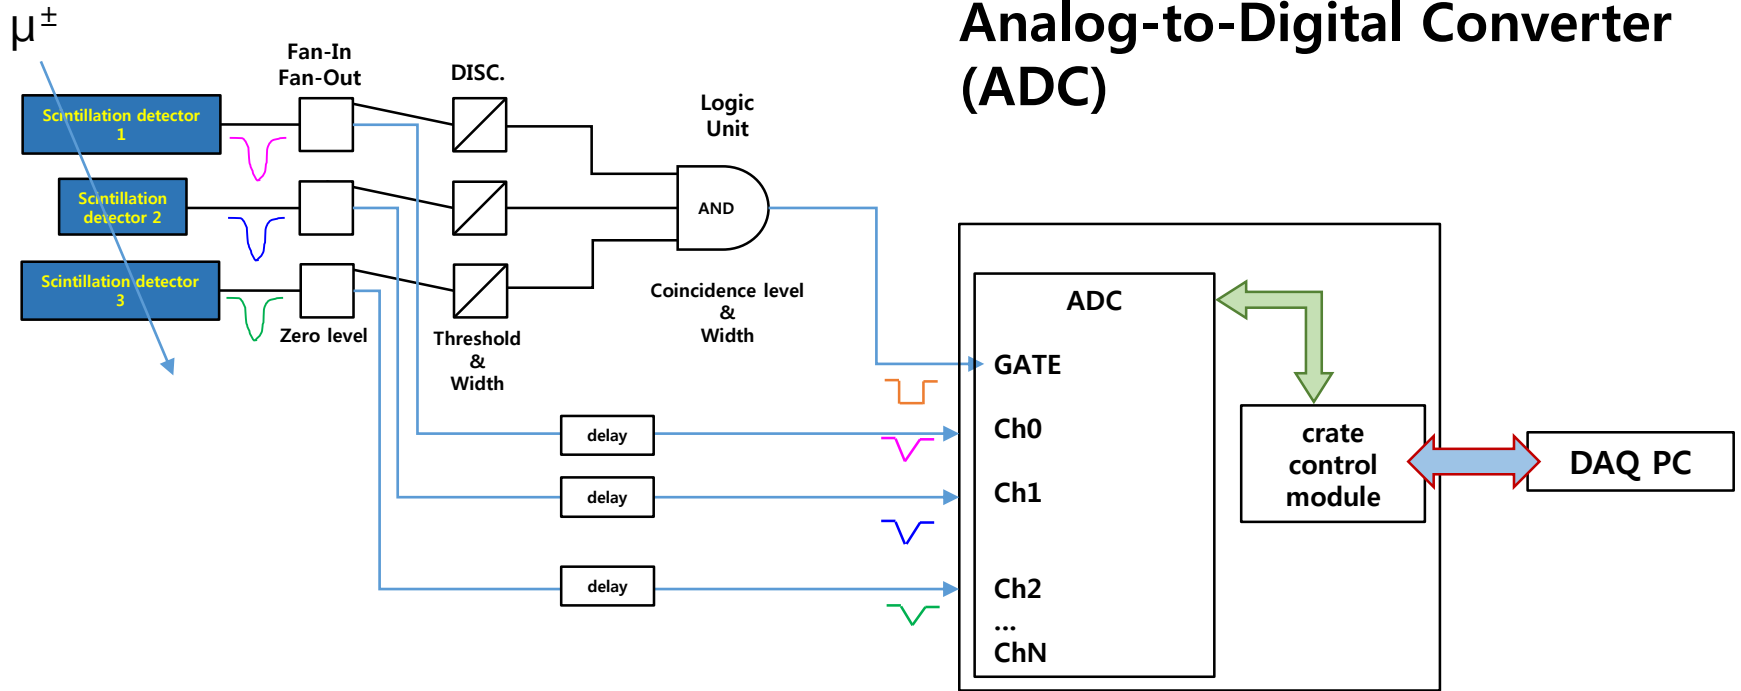 μ±
Analog-to-Digital Converter
(ADC)
Fan-In
Fan-Out
DISC.
Logic
Unit
Scintillation detector
1
Scintillation
detector 2
Scintillation detector
3
AND
Zero level
Threshold
&
Width
Coincidence level
&
Width
ADC
GATE
Ch0
Ch1
Ch2
...
ChN
delay
delay
delay
crate
control
module
DAQ PC